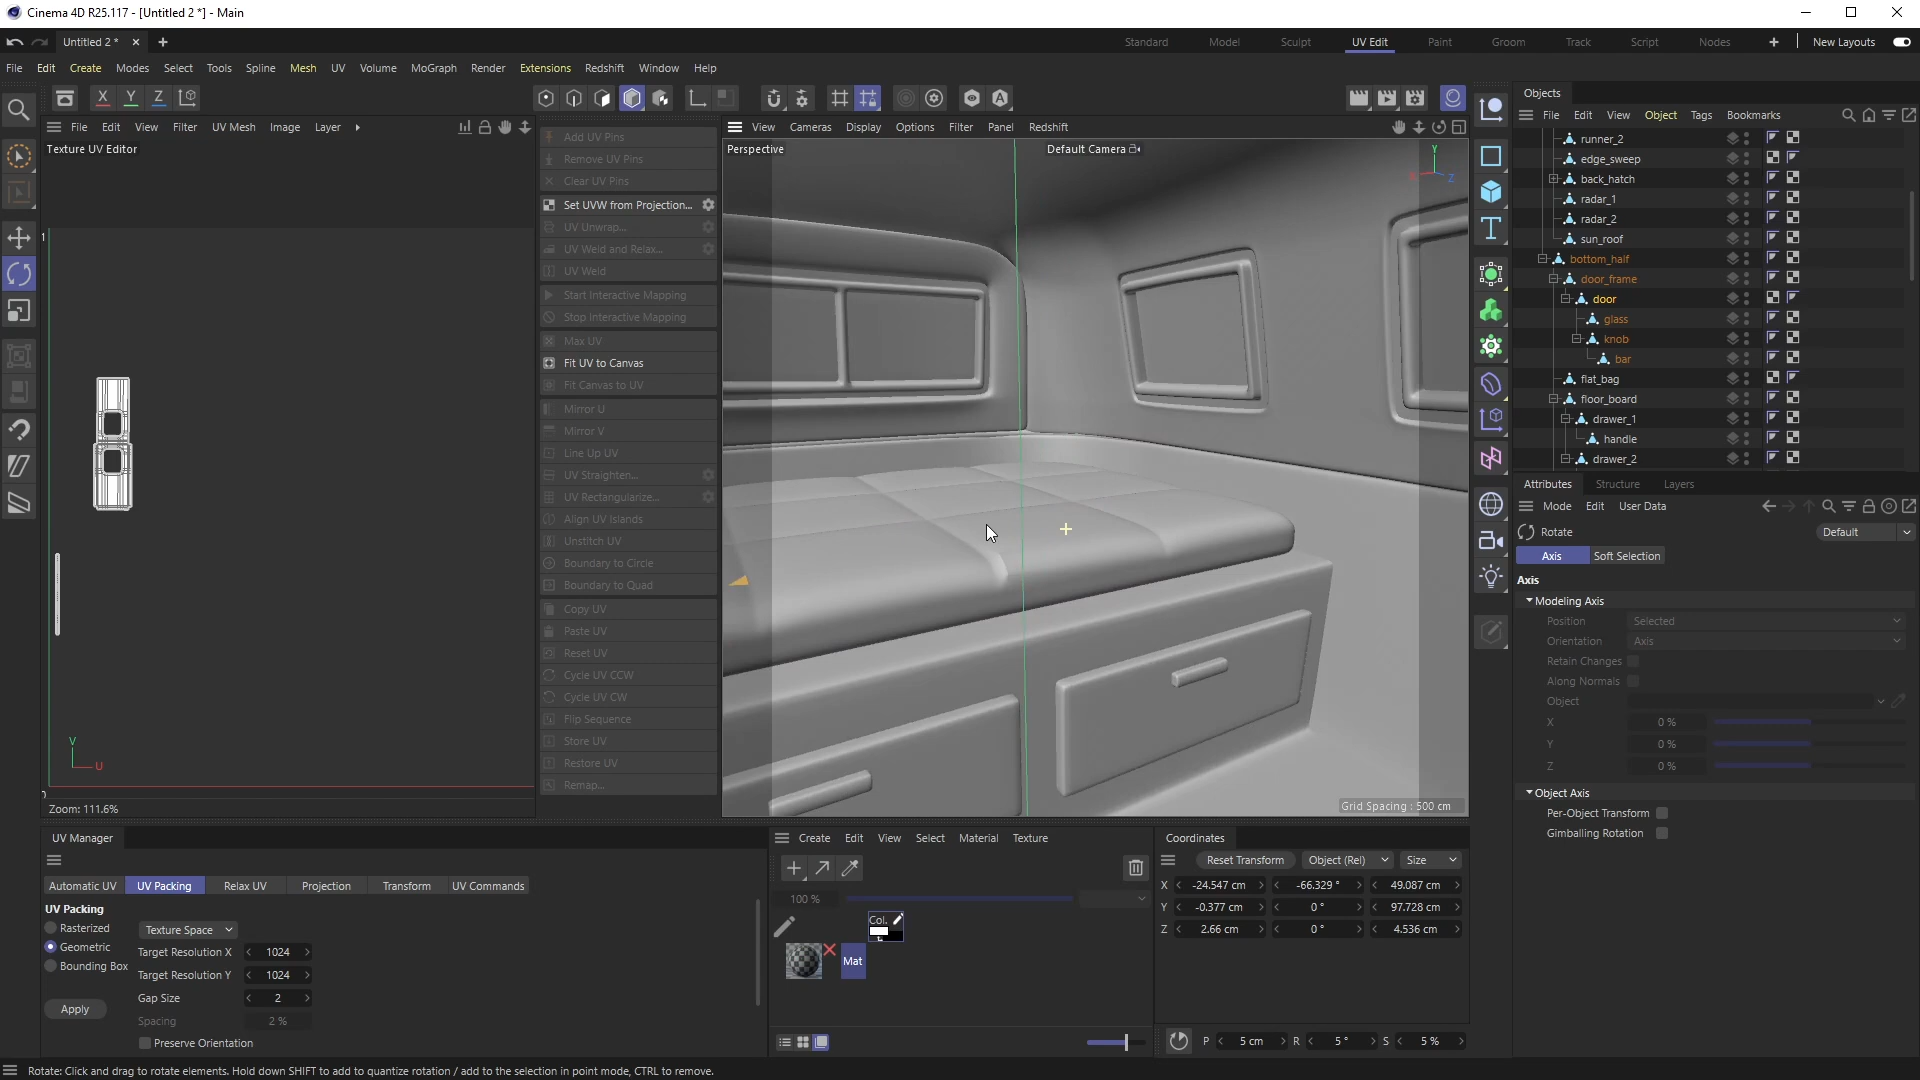 Cinema 4D R25.117 - [Untitled 2 *] - Main
Untitled 2 *
Standard Model Sculpt UV Edit Paint Groom Track Script Nodes New Layouts
File Edit Create Modes Select Tools Spline Mesh UV Volume MoGraph Render Extensions Redshift Window Help
X Y Z
File Edit View Filter UV Mesh Image Layer
Texture UV Editor
1
V
U
0
Zoom: 111.6%
Add UV Pins
Remove UV Pins
Clear UV Pins
Set UVW from Projection...
UV Unwrap...
UV Weld and Relax...
UV Weld
Start Interactive Mapping
Stop Interactive Mapping
Max UV
Fit UV to Canvas
Fit Canvas to UV
Mirror U
Mirror V
Line Up UV
UV Straighten...
UV Rectangularize...
Align UV Islands
Unstitch UV
Boundary to Circle
Boundary to Quad
Copy UV
Paste UV
Reset UV
Cycle UV CCW
Cycle UV CW
Flip Sequence
Store UV
Restore UV
Remap...
View Cameras Display Options Filter Panel Redshift
Perspective
Default Camera
Y
X
Z
Grid Spacing : 500 cm
Objects
File Edit View Object Tags Bookmarks
runner_2
edge_sweep
back_hatch
radar_1
radar_2
sun_roof
bottom_half
door_frame
door
glass
knob
bar
flat_bag
floor_board
drawer_1
handle
drawer_2
Attributes Structure Layers
Mode Edit User Data
Rotate
Default
Axis Soft Selection
Axis
Modeling Axis
Position Selected
Orientation Axis
Retain Changes
Along Normals
Object
X 0 %
Y 0 %
Z 0 %
Object Axis
Per-Object Transform
Gimballing Rotation
UV Manager
Automatic UV UV Packing Relax UV Projection Transform UV Commands
UV Packing
Rasterized
Geometric
Bounding Box
Apply
Texture Space
Target Resolution X 1024
Target Resolution Y 1024
Gap Size 2
Spacing 2 %
Preserve Orientation
Create Edit View Select Material Texture
100 %
Col.
Mat
Coordinates
Reset Transform Object (Rel) Size
X -24.547 cm -66.329 ° 49.087 cm
Y -0.377 cm 0 ° 97.728 cm
Z 2.66 cm 0 ° 4.536 cm
P 5 cm R 5 ° S 5 %
Rotate: Click and drag to rotate elements. Hold down SHIFT to add to quantize rotation / add to the selection in point mode, CTRL to remove.